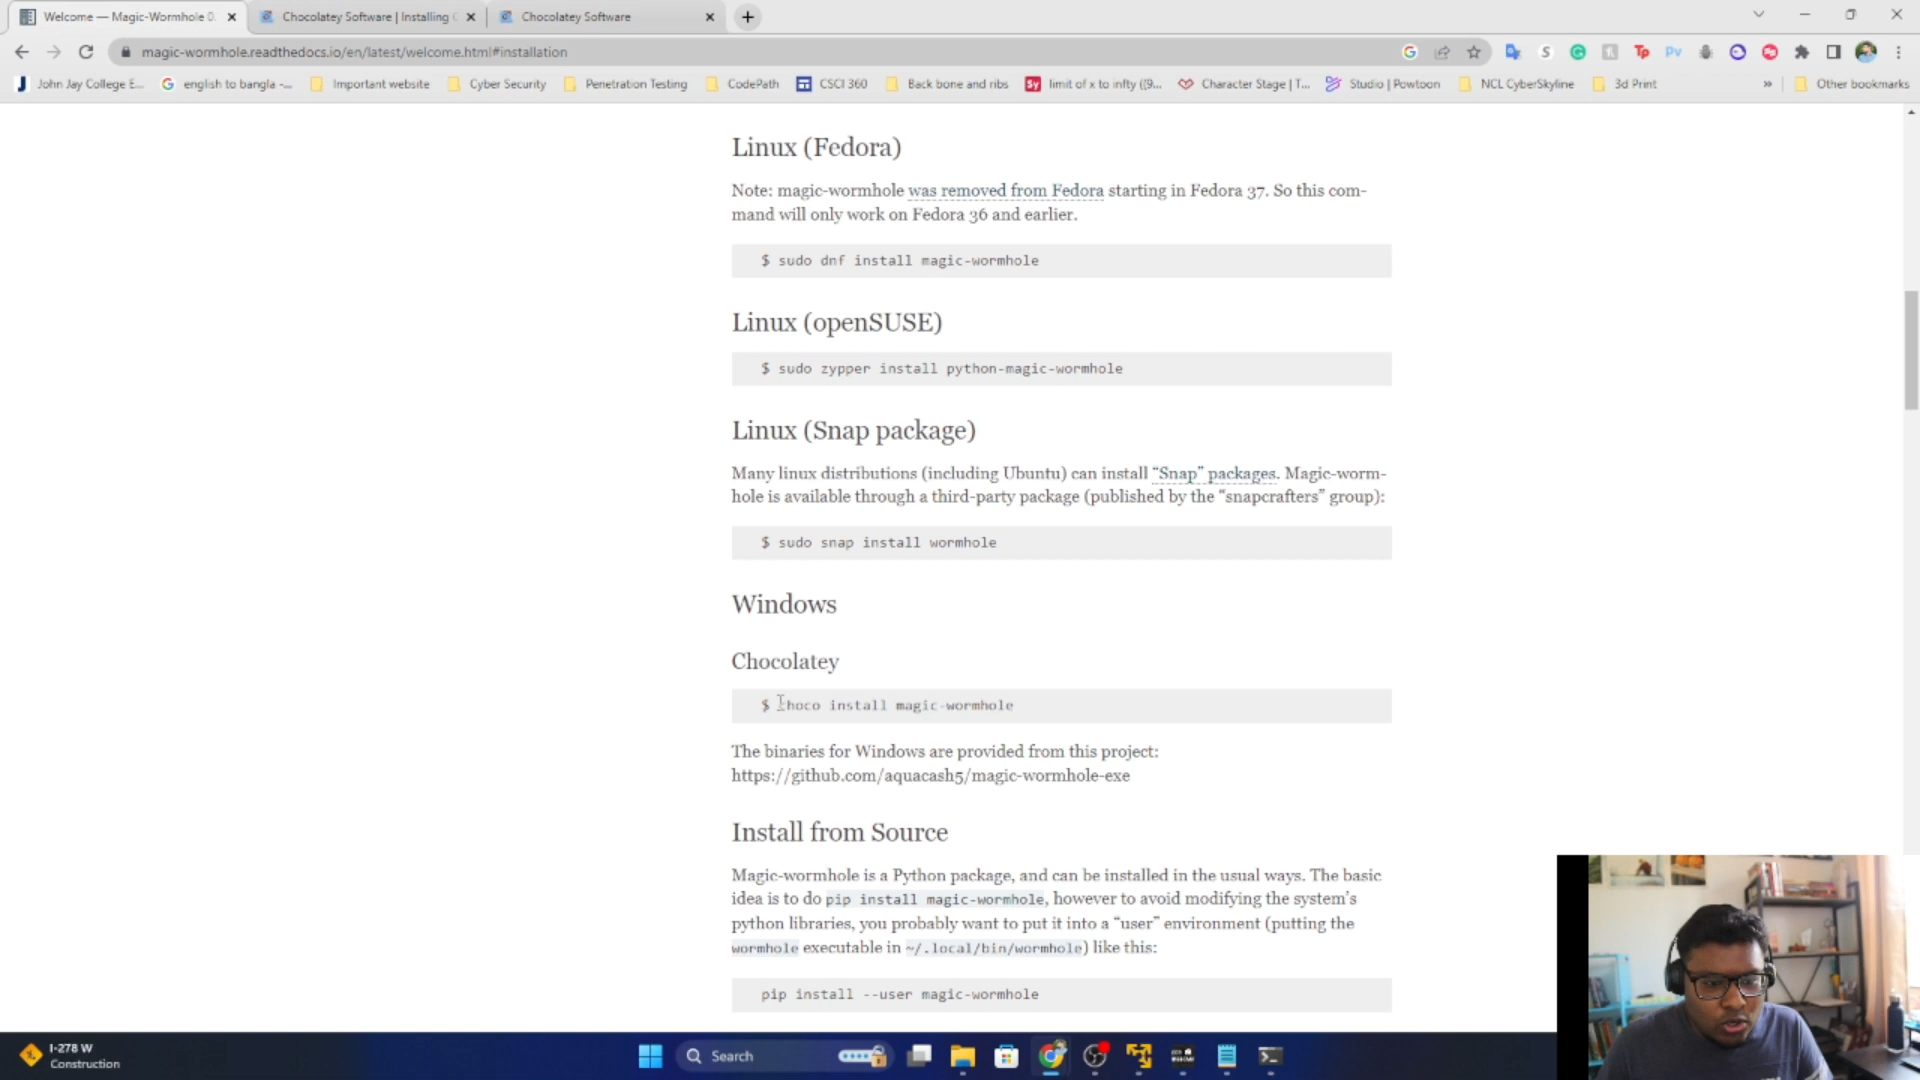 Welcome — Magic-Wormhole 0.
Chocolatey Software | Installing C
Chocolatey Software
magic-wormhole.readthedocs.io/en/latest/welcome.html#installation
John Jay College E...
english to bangla -...
Important website
Cyber Security
Penetration Testing
CodePath
CSCI 360
Back bone and ribs
limit of x to infty ((9...
Character Stage | T...
Studio | Powtoon
NCL CyberSkyline
3d Print
»
Other bookmarks
Linux (Fedora)
Note: magic-wormhole was removed from Fedora starting in Fedora 37. So this com-
mand will only work on Fedora 36 and earlier.
$ sudo dnf install magic-wormhole
Linux (openSUSE)
$ sudo zypper install python-magic-wormhole
Linux (Snap package)
Many linux distributions (including Ubuntu) can install “Snap” packages. Magic-worm-
hole is available through a third-party package (published by the “snapcrafters” group):
$ sudo snap install wormhole
Windows
Chocolatey
$ choco install magic-wormhole
The binaries for Windows are provided from this project:
https://github.com/aquacash5/magic-wormhole-exe
Install from Source
Magic-wormhole is a Python package, and can be installed in the usual ways. The basic
idea is to do pip install magic-wormhole, however to avoid modifying the system’s
python libraries, you probably want to put it into a “user” environment (putting the
wormhole executable in ~/.local/bin/wormhole) like this:
pip install --user magic-wormhole
I-278 W
Construction
Search